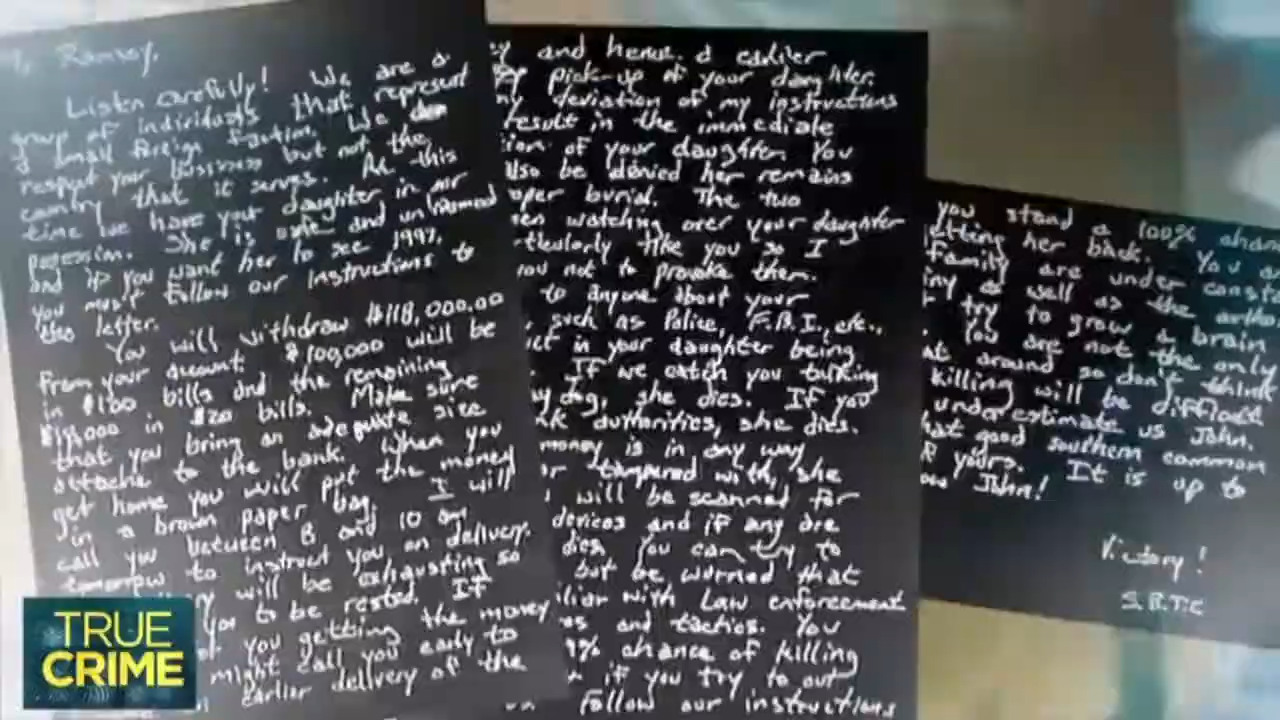 Ramsey,
Listen carefully! We are a
group of individuals that represent
a small foreign faction. We
respect your bussiness but not the
country that it serves. At this
time we have your daughter in our
posession. She is safe and unharmed
and if you want her to see 1997,
you must follow our instructions to
the letter.
You will withdraw $118,000.00
from your account. $100,000 will be
in $100 bills and the remaining
$18,000 in $20 bills. Make sure
that you bring an adequate size
attache to the bank. When you
get home you will put the money
in a brown paper bag. I will
call you between 8 and 10 am
tomorrow to instruct you on delivery.
will be exhausting so
you to be rested. If
you getting the money
might call you early to
earlier delivery of the
and hence a earlier
pick-up of your daughter.
deviation of my instructions
result in the immediate
of your daughter. You
also be denied her remains
burial. The two
watching over your daughter
like you so I
you not to provoke them.
to anyone about your
such as Police, F.B.I., etc.,
in your daughter being
If we catch you talking
dog, she dies. If you
authorities, she dies.
money is in any way
or tampered with, she
will be scanned for
devices and if any are
dies. You can try to
but be warned that
with Law enforcement
and tactics. You
9% chance of killing
if you try to out
Follow our instructions
you stand a 100% chan
getting her back. You a
family are under const
as well as the autho
try to grow a brain
You are not the only
around so don't think
killing will be difficult
underestimate us John.
that good southern common
yours. It is up to
now John!
Victory!
S.B.T.C
TRUE
CRIME